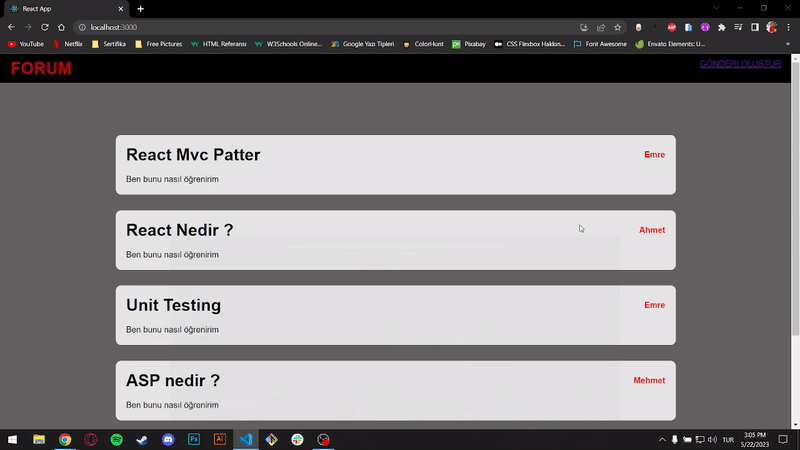 React App
localhost:3000
YouTube Netflix Sertifika Free Pictures HTML Referansı W3Schools Online... Google Yazı Tipleri ColorHunt Pixabay CSS Flexbox Hakkın... Font Awesome Envato Elements: U...
FORUM GÖNDERİ OLUŞTUR
React Mvc Patter Emre
Ben bunu nasıl öğrenirim
React Nedir ? Ahmet
Ben bunu nasıl öğrenirim
Unit Testing Emre
Ben bunu nasıl öğrenirim
ASP nedir ? Mehmet
Ben bunu nasıl öğrenirim
Ps Ai TUR 3:05 PM
5/22/2023